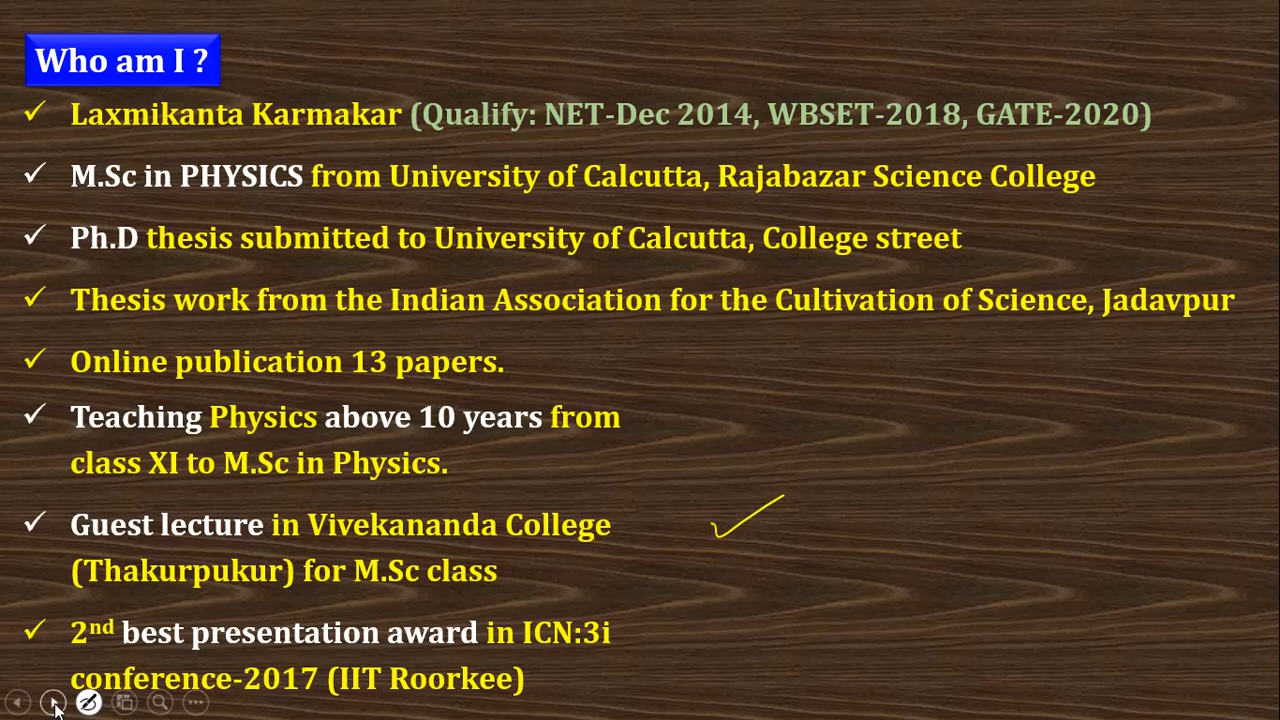 Who am I ?
✓ Laxmikanta Karmakar (Qualify: NET-Dec 2014, WBSET-2018, GATE-2020)
✓ M.Sc in PHYSICS from University of Calcutta, Rajabazar Science College
✓ Ph.D thesis submitted to University of Calcutta, College street
✓ Thesis work from the Indian Association for the Cultivation of Science, Jadavpur
✓ Online publication 13 papers.
✓ Teaching Physics above 10 years from
class XI to M.Sc in Physics.
✓ Guest lecture in Vivekananda College
(Thakurpukur) for M.Sc class
✓ 2nd best presentation award in ICN:3i
conference-2017 (IIT Roorkee)